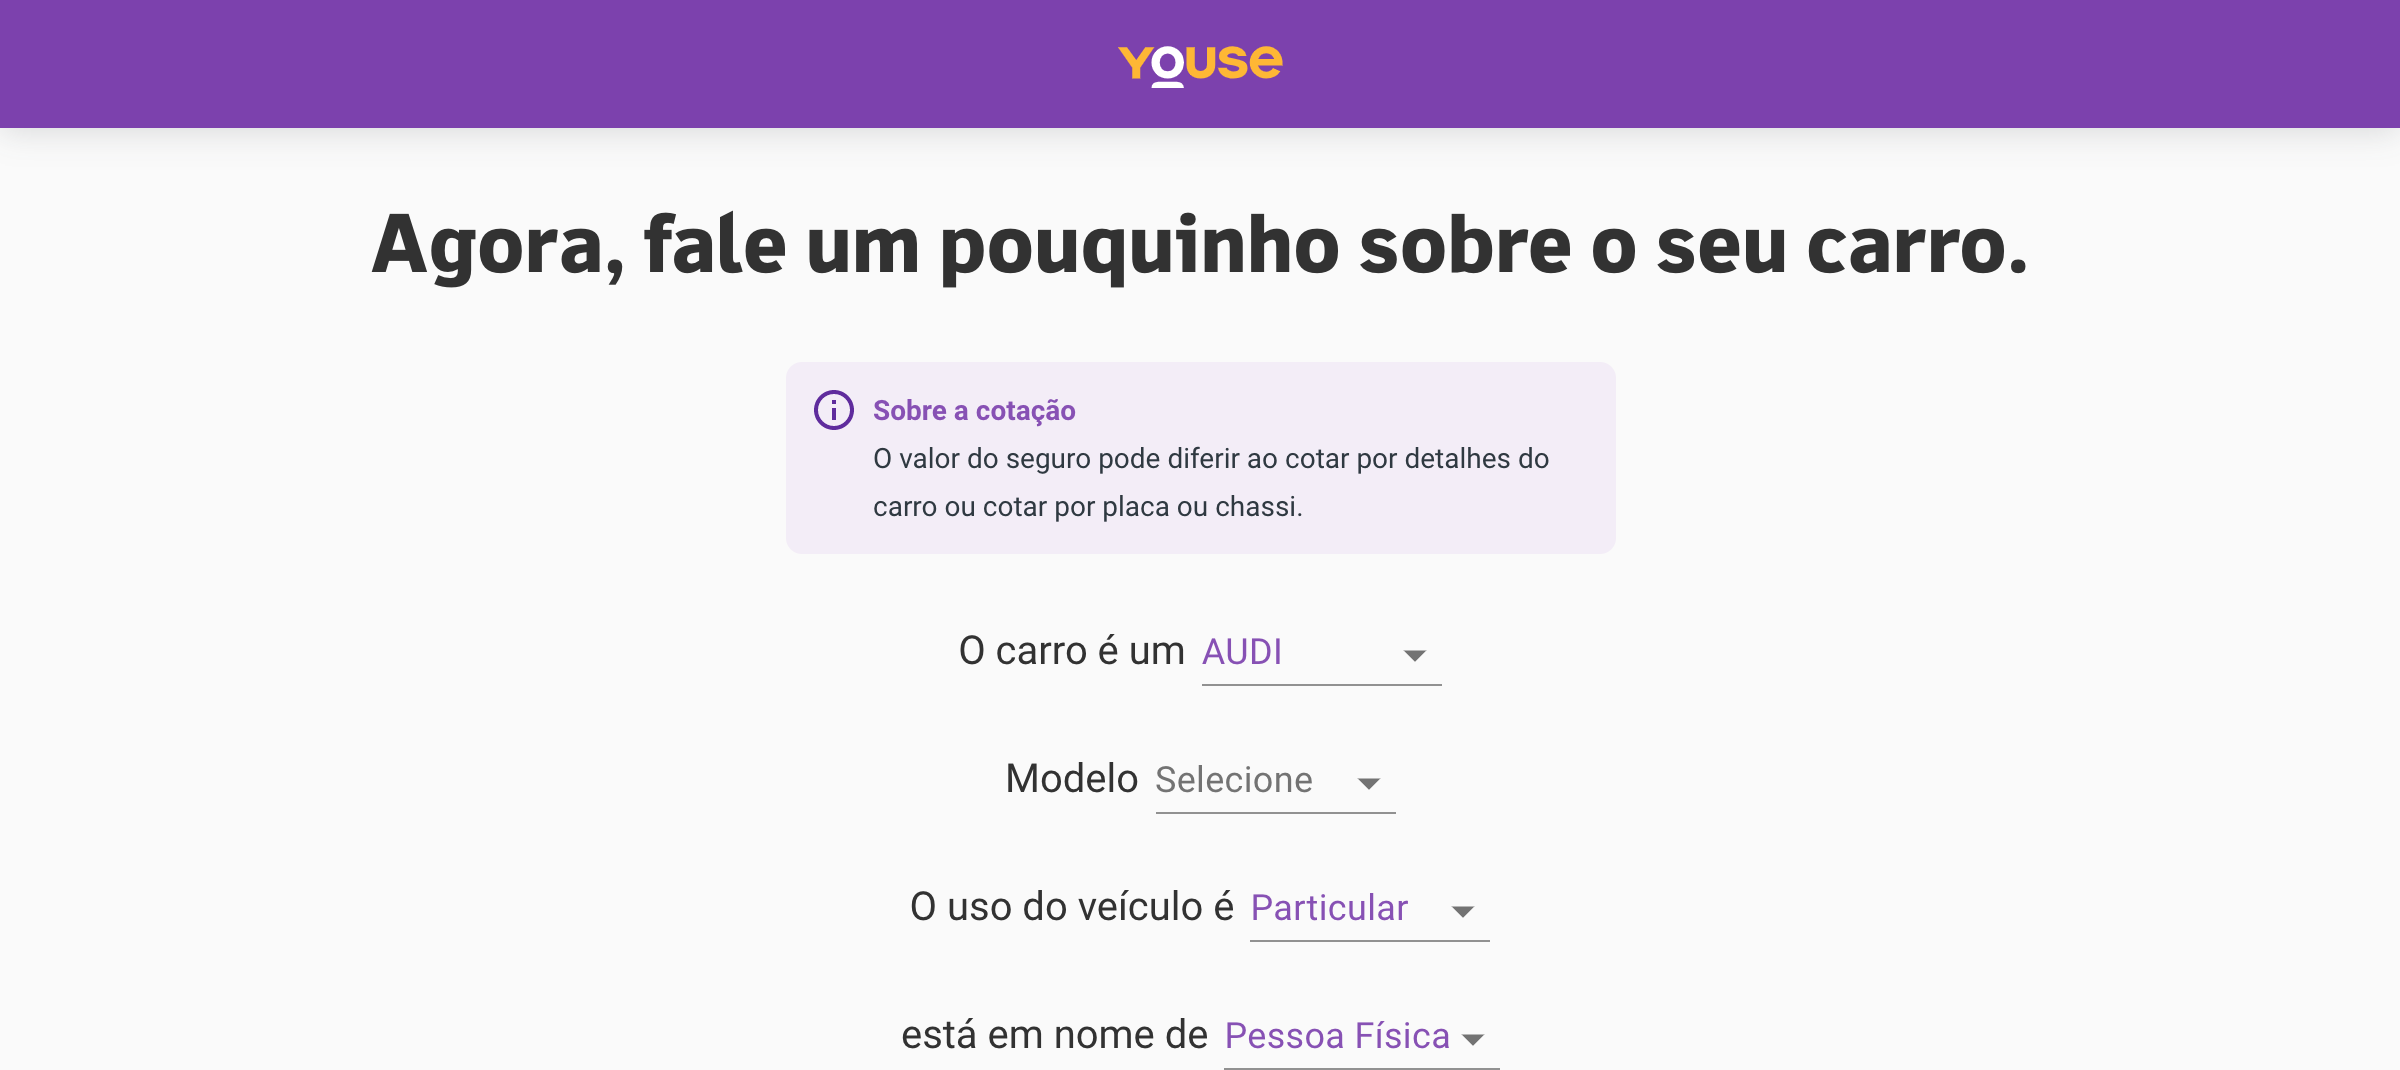 YOUSE
Agora, fale um pouquinho sobre o seu carro.
Sobre a cotação
O valor do seguro pode diferir ao cotar por detalhes do
carro ou cotar por placa ou chassi.
O carro é um AUDI
Modelo Selecione
O uso do veículo é Particular
está em nome de Pessoa Física